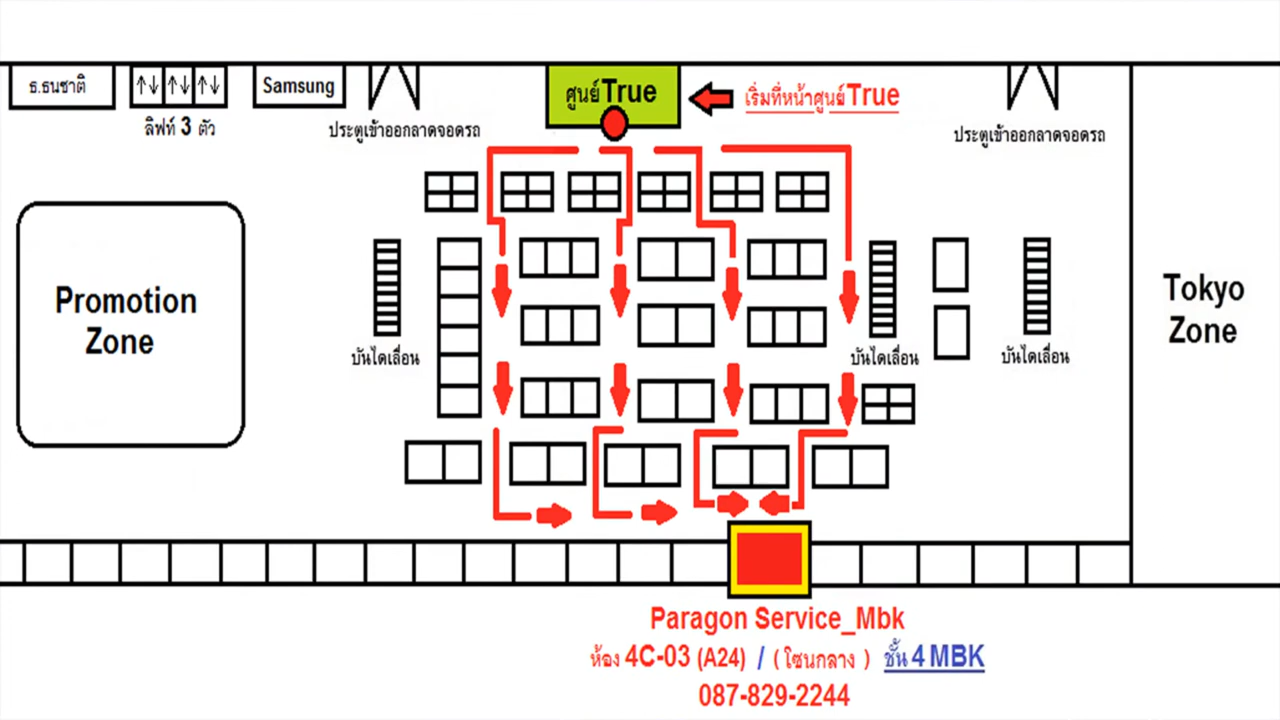 ธ.ธนชาติ
ลิฟท์ 3 ตัว
Samsung
ประตูเข้าออกลาดจอดรถ
ศูนย์True
เริ่มที่หน้าศูนย์True
ประตูเข้าออกลาดจอดรถ
Promotion
Zone
บันไดเลื่อน
บันไดเลื่อน
บันไดเลื่อน
Tokyo
Zone
Paragon Service_Mbk
ห้อง 4C-03 (A24) / ( โซนกลาง ) ชั้น 4 MBK
087-829-2244